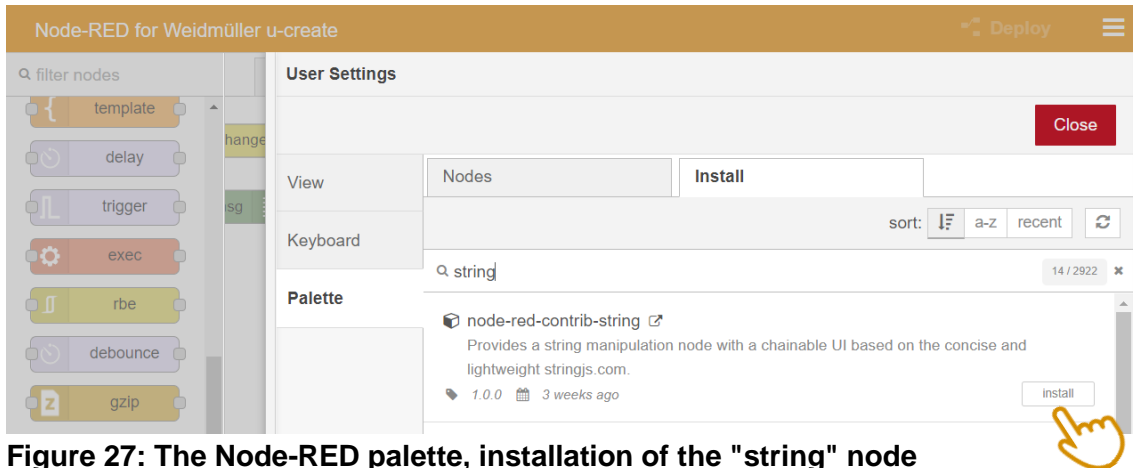 Node-RED for Weidmüller u-create
Deploy
filter nodes
User Settings
template
Close
hange
delay
Nodes
Install
View
trigger
sg
sort:
a-z
recent
Keyboard
exec
string
14 / 2922
Palette
rbe
node-red-contrib-string
Provides a string manipulation node with a chainable UI based on the concise and
debounce
lightweight stringjs.com.
1.0.0
3 weeks ago
install
gzip
Figure 27: The Node-RED palette, installation of the "string" node